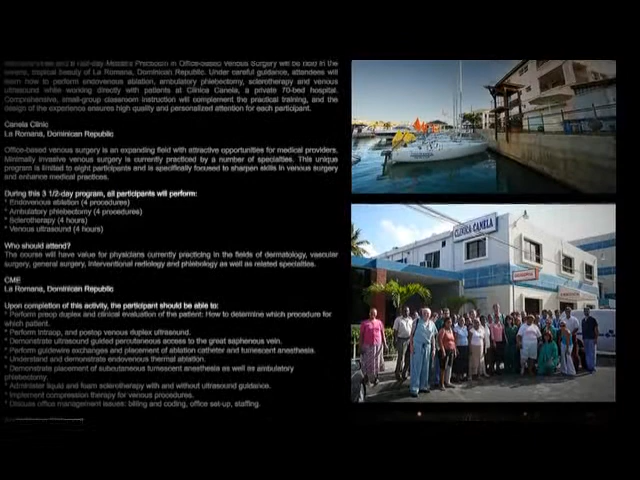 intensive three and a half-day Masters Practicum in Office-based Venous Surgery will be held in the
serene, tropical beauty of La Romana, Dominican Republic. Under careful guidance, attendees will
learn how to perform endovenous ablation, ambulatory phlebectomy, sclerotherapy and venous
ultrasound while working directly with patients at Clinica Canela, a private 70-bed hospital.
Comprehensive, small-group classroom instruction will complement the practical training, and the
design of the experience ensures high quality and personalized attention for each participant.
Canela Clinic
La Romana, Dominican Republic
Office-based venous surgery is an expanding field with attractive opportunities for medical providers.
Minimally invasive venous surgery is currently practiced by a number of specialties. This unique
program is limited to eight participants and is specifically focused to sharpen skills in venous surgery
and enhance medical practices.
During this 3 1/2-day program, all participants will perform:
* Endovenous ablation (4 procedures)
* Ambulatory phlebectomy (4 procedures)
* Sclerotherapy (4 hours)
* Venous ultrasound (4 hours)
Who should attend?
The course will have value for physicians currently practicing in the fields of dermatology, vascular
surgery, general surgery, interventional radiology and phlebology as well as related specialties.
CME
La Romana, Dominican Republic
Upon completion of this activity, the participant should be able to:
* Perform preop duplex and clinical evaluation of the patient: How to determine which procedure for
which patient.
* Perform intraop, and postop venous duplex ultrasound.
* Demonstrate ultrasound guided percutaneous access to the great saphenous vein.
* Perform guidewire exchanges and placement of ablation catheter and tumescent anesthesia.
* Understand and demonstrate endovenous thermal ablation.
* Demonstrate placement of subcutaneous tumescent anesthesia as well as ambulatory
phlebectomy.
* Administer liquid and foam sclerotherapy with and without ultrasound guidance.
* Implement compression therapy for venous procedures.
* Discuss office management issues: billing and coding, office set-up, staffing.
CLINICA CANELA